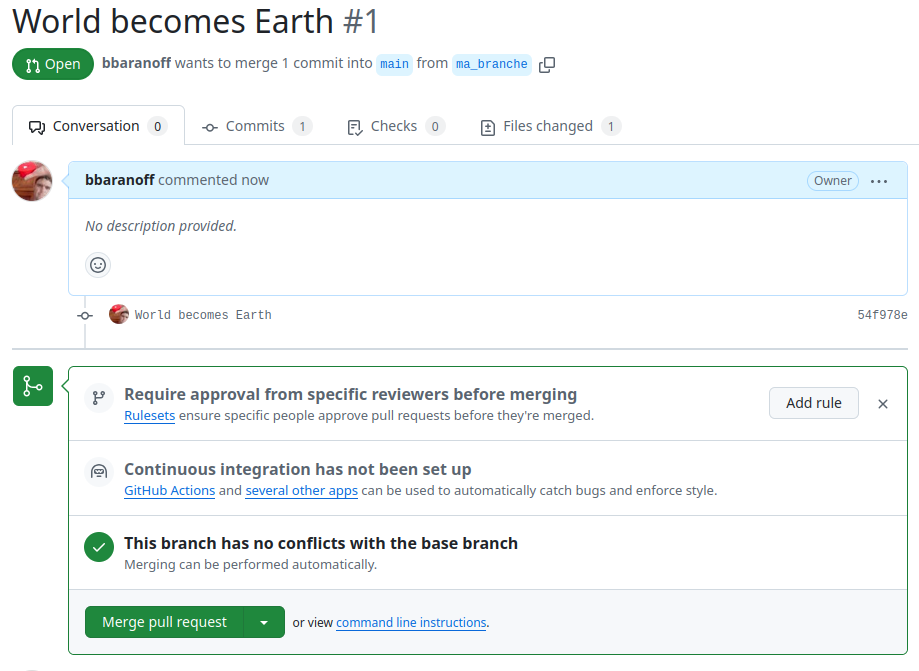 World becomes Earth #1
Open bbaranoff wants to merge 1 commit into main from ma_branche
Conversation 0 Commits 1 Checks 0 Files changed 1
bbaranoff commented now Owner
No description provided.
World becomes Earth 54f978e
Require approval from specific reviewers before merging
Rulesets ensure specific people approve pull requests before they're merged.
Add rule
Continuous integration has not been set up
GitHub Actions and several other apps can be used to automatically catch bugs and enforce style.
This branch has no conflicts with the base branch
Merging can be performed automatically.
Merge pull request or view command line instructions.